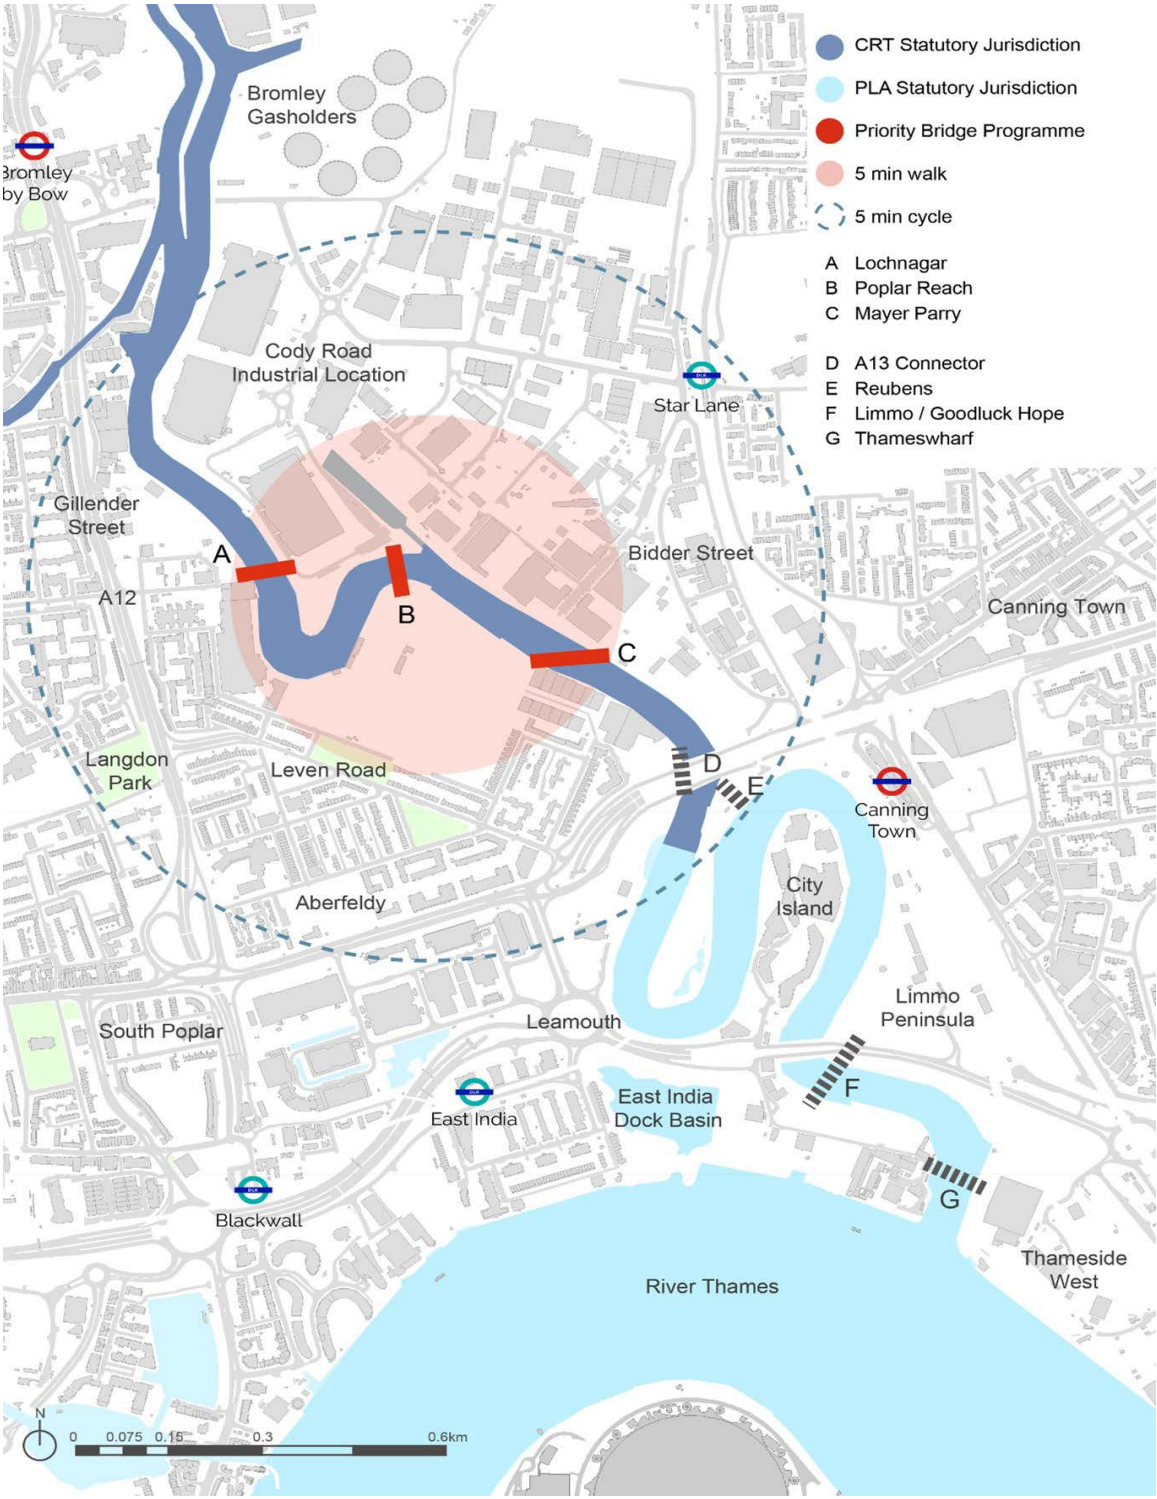 CRT Statutory Jurisdiction
PLA Statutory Jurisdiction
Priority Bridge Programme
5 min walk
5 min cycle
A Lochnagar
B Poplar Reach
C Mayer Parry
D A13 Connector
E Reubens
F Limmo / Goodluck Hope
G Thameswharf
Bromley
Gasholders
Bromley
by Bow
Cody Road
Industrial Location
DLR
Star Lane
Gillender
Street
A
B
Bidder Street
A12
C
Canning Town
Langdon
Park
Leven Road
D
E
Canning
Town
City
Island
Aberfeldy
Limmo
Peninsula
South Poplar
Leamouth
DLR
East India
East India
Dock Basin
F
DLR
Blackwall
G
Thameside
West
River Thames
N
0 0.075 0.15 0.3 0.6km